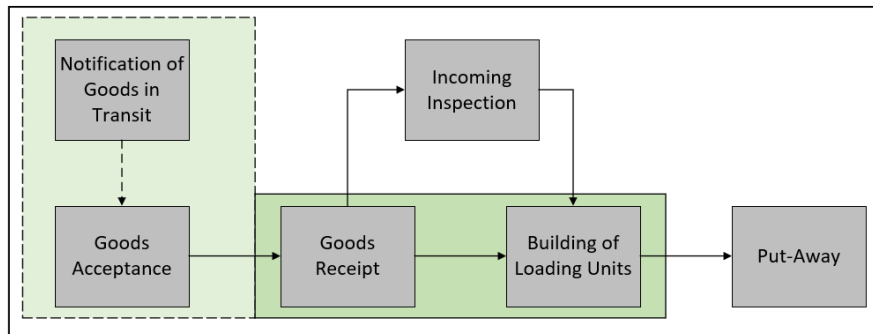 Notification of
Goods in
Transit
Incoming
Inspection
Goods
Acceptance
Goods
Receipt
Building of
Loading Units
Put-Away